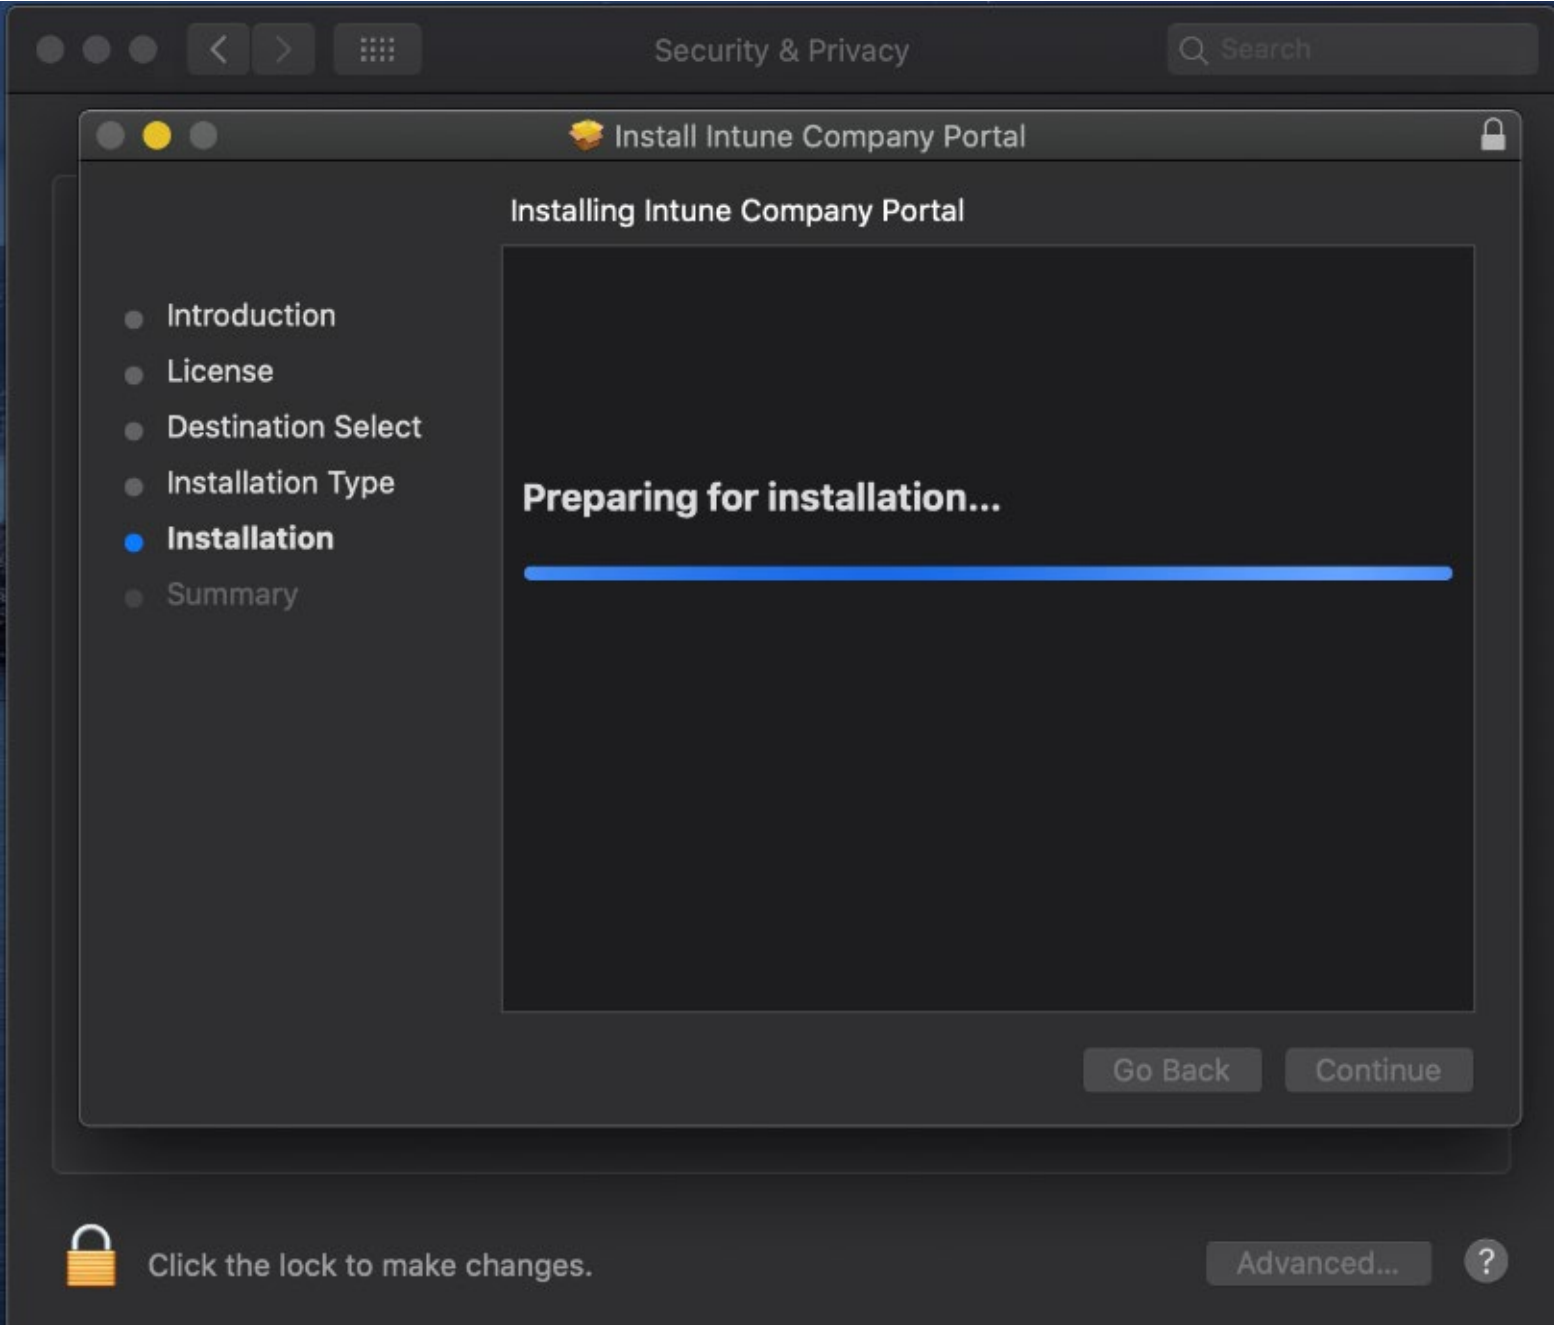 Security & Privacy
Search
Install Intune Company Portal
Installing Intune Company Portal
Introduction
License
Destination Select
Installation Type
Installation
Summary
Preparing for installation...
Go Back
Continue
Click the lock to make changes.
Advanced...
?